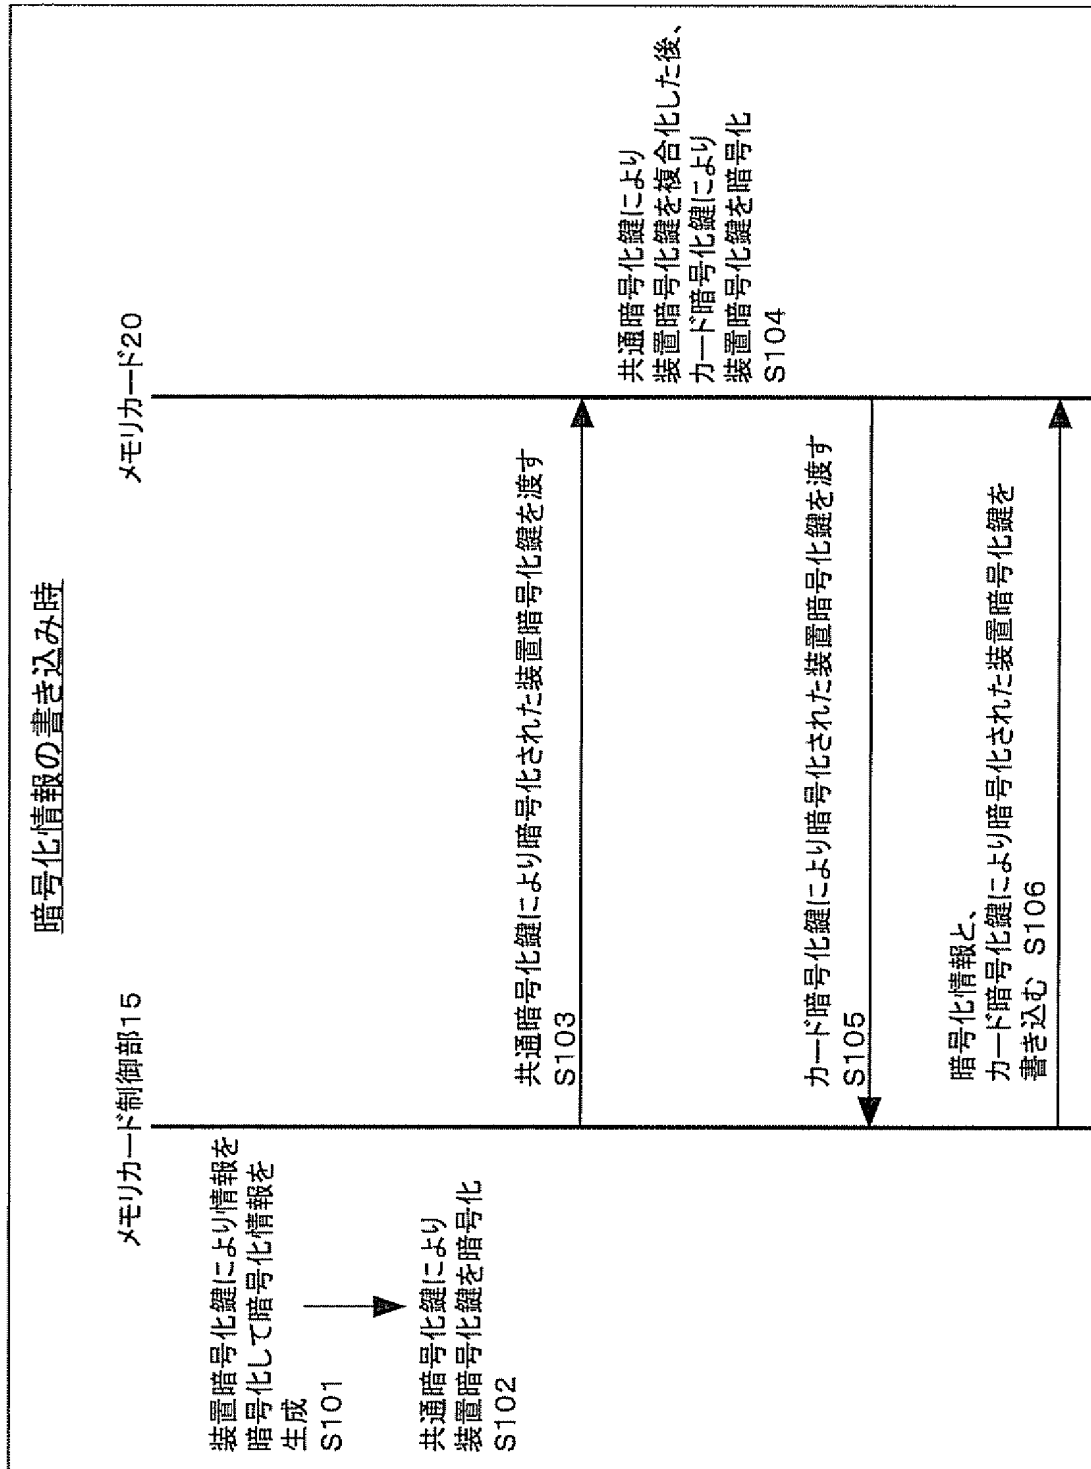 暗号化情報の書き込み時
メモリカード制御部15
メモリカード20
装置暗号化鍵により情報を
暗号化して暗号化情報を
生成
S101
共通暗号化鍵により
装置暗号化鍵を暗号化
S102
共通暗号化鍵により暗号化された装置暗号化鍵を渡す
S103
共通暗号化鍵により
装置暗号化鍵を複合化した後、
カード暗号化鍵により
装置暗号化鍵を暗号化
S104
カード暗号化鍵により暗号化された装置暗号化鍵を渡す
S105
暗号化情報と、
カード暗号化鍵により暗号化された装置暗号化鍵を
書き込む S106